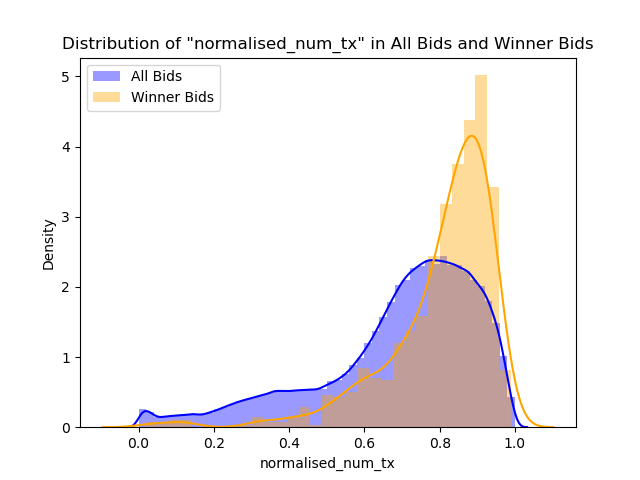 Distribution of "normalised_num_tx" in All Bids and Winner Bids
All Bids
Winner Bids
Density
5
4
3
2
1
0
0.0 0.2 0.4 0.6 0.8 1.0
normalised_num_tx